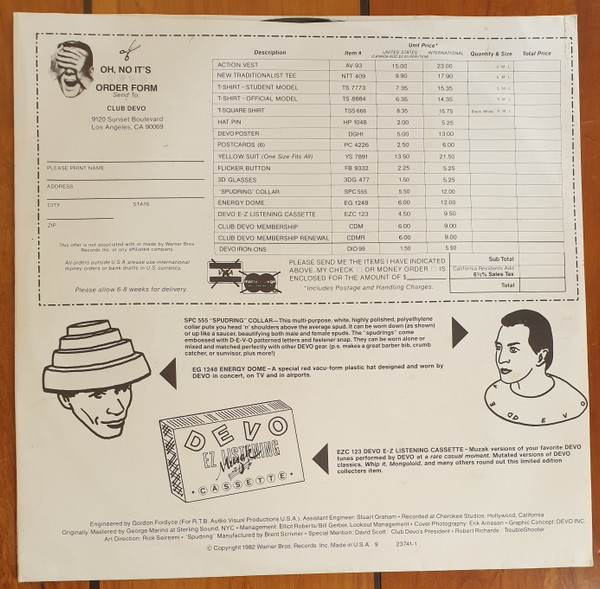 OH, NO IT'S
ORDER FORM
Send To:
CLUB DEVO
9120 Sunset Boulevard
Los Angeles, CA 90069
PLEASE PRINT NAME
ADDRESS
CITY STATE
ZIP
This offer is not associated with or made by Warner Bros.
Records Inc. or any affiliated company.
All orders outside U.S.A. please use international
money orders or bank drafts in U.S. currency.
Please allow 6-8 weeks for delivery.
Unit Price*
Description Item # UNITED STATES INTERNATIONAL Quantity & Size Total Price
ACTION VEST AV 93 15.00 23.00 S M L
NEW TRADITIONALIST TEE NTT 409 9.90 17.90 S M L
T-SHIRT–STUDENT MODEL TS 7773 7.35 15.35 S M L
T-SHIRT–OFFICIAL MODEL TS 8884 6.35 14.35 S M L
T-SQUARE SHIRT TSS 666 8.35 15.75 S M L
HAT PIN HP 1048 2.00 5.25
DEVO POSTER DGHI 5.00 13.00
POSTCARDS (6) PC 4226 2.50 6.00
YELLOW SUIT (One Size Fits All) YS 7891 13.50 21.50
FLICKER BUTTON FB 9332 2.25 5.25
3D GLASSES 3DG 477 1.50 5.25
"SPUDRING" COLLAR SPC 555 5.50 12.00
ENERGY DOME EG 1248 6.00 12.00
DEVO E-Z LISTENING CASSETTE EZC 123 4.50 9.50
CLUB DEVO MEMBERSHIP CDM 6.00 9.00
CLUB DEVO MEMBERSHIP RENEWAL CDMR 6.00 9.00
DEVO IRON-ONS DIO 99 1.50 5.50
VISA
master charge
PLEASE SEND ME THE ITEMS I HAVE INDICATED
ABOVE. MY CHECK □ OR MONEY ORDER □ IS
ENCLOSED FOR THE AMOUNT OF $
*Includes Postage and Handling Charges.
Sub Total
California Residents Add
6½% Sales Tax
Total
SPC 555 "SPUDRING" COLLAR—This multi-purpose, white, highly polished, polyethylene
collar puts you head 'n' shoulders above the average spud. It can be worn down (as shown)
or up like a saucer, beautifying both male and female spuds. The "spudrings" come
embossed with D-E-V-O patterned letters and fastener snap. They can be worn alone or
mixed and matched perfectly with other DEVO gear. (p.s. makes a great barber bib, crumb
catcher, or sunvisor, plus more!)
EG 1248 ENERGY DOME–A special red vacu-form plastic hat designed and worn by
DEVO in concert, on TV and in airports.
D E V O
DEVO
EZ LISTENING
Muzak
• CASSETTE •
EZC 123 DEVO E-Z LISTENING CASSETTE – Muzak versions of your favorite DEVO
tunes performed by DEVO at a rare casual moment. Mutated versions of DEVO
classics, Whip it, Mongoloid, and many others round out this limited edition
collecters item.
Engineered by Gordon Fordyce (For R.T.B. Audio Visual Productions U.S.A.). Assistant Engineer: Stuart Graham • Recorded at Cherokee Studios, Hollywood, California
Originally Mastered by George Marino at Sterling Sound, NYC • Management: Elliot Roberts/Bill Gerber, Lookout Management • Cover Photography: Erik Arnesen • Graphic Concept: DEVO INC.
Art Direction: Rick Seireeni • "Spudring" Manufactured by Brent Scrivner • Special Mention: David Scott : Club Devo's President • Robert Richards : TroubleShooter
© Copyright 1982 Warner Bros. Records Inc. Made in U.S.A. 9 23741-1